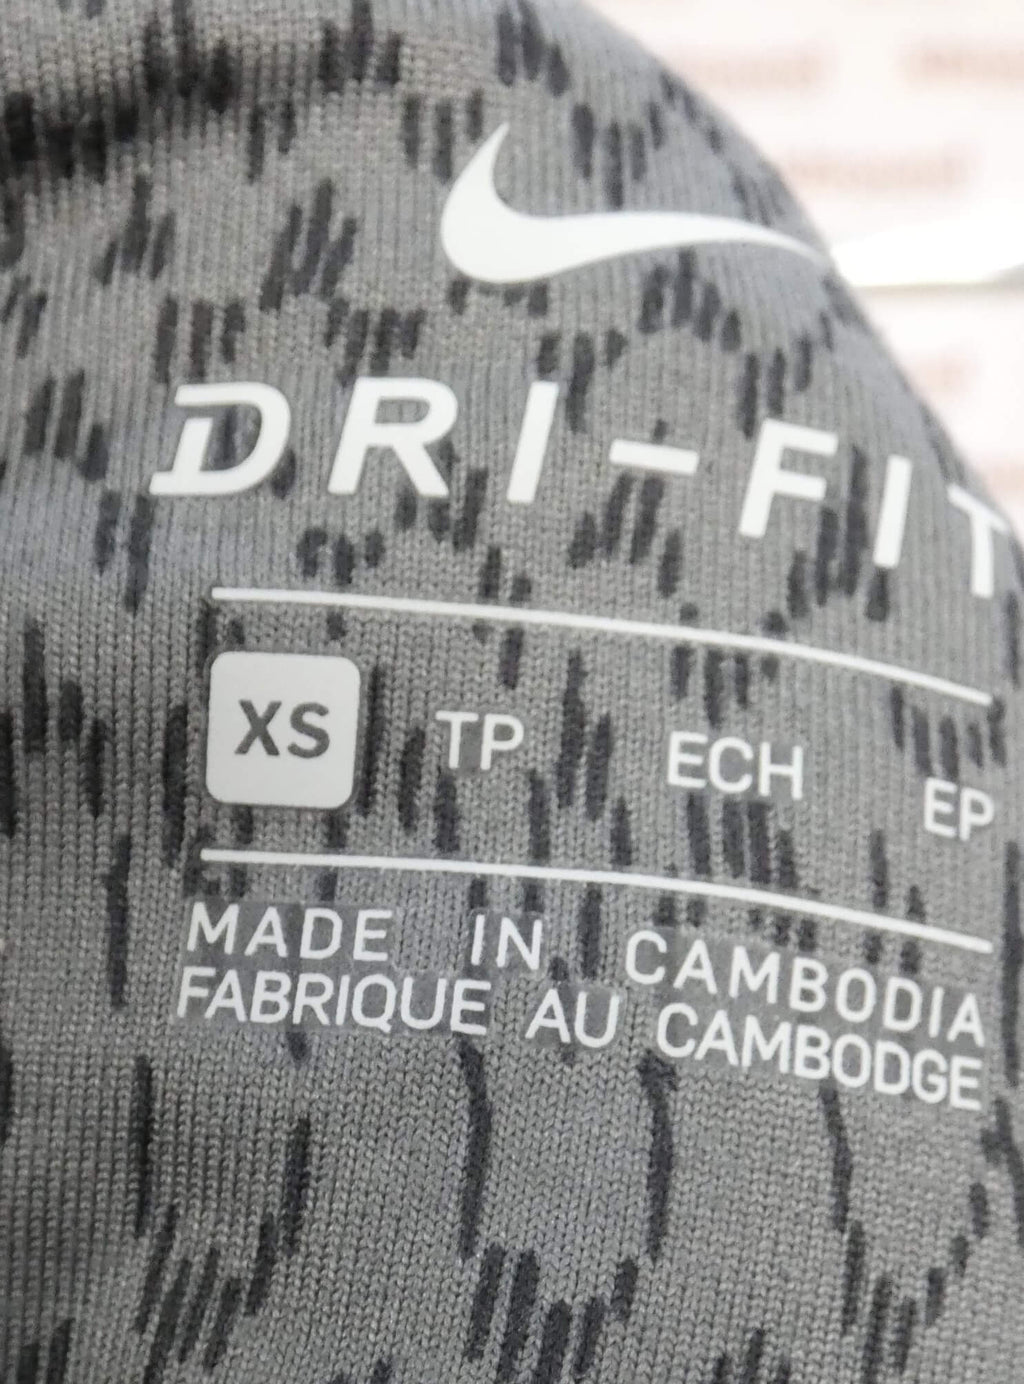 DRI-FIT
XS TP ECH EP
MADE IN CAMBODIA
FABRIQUE AU CAMBODGE